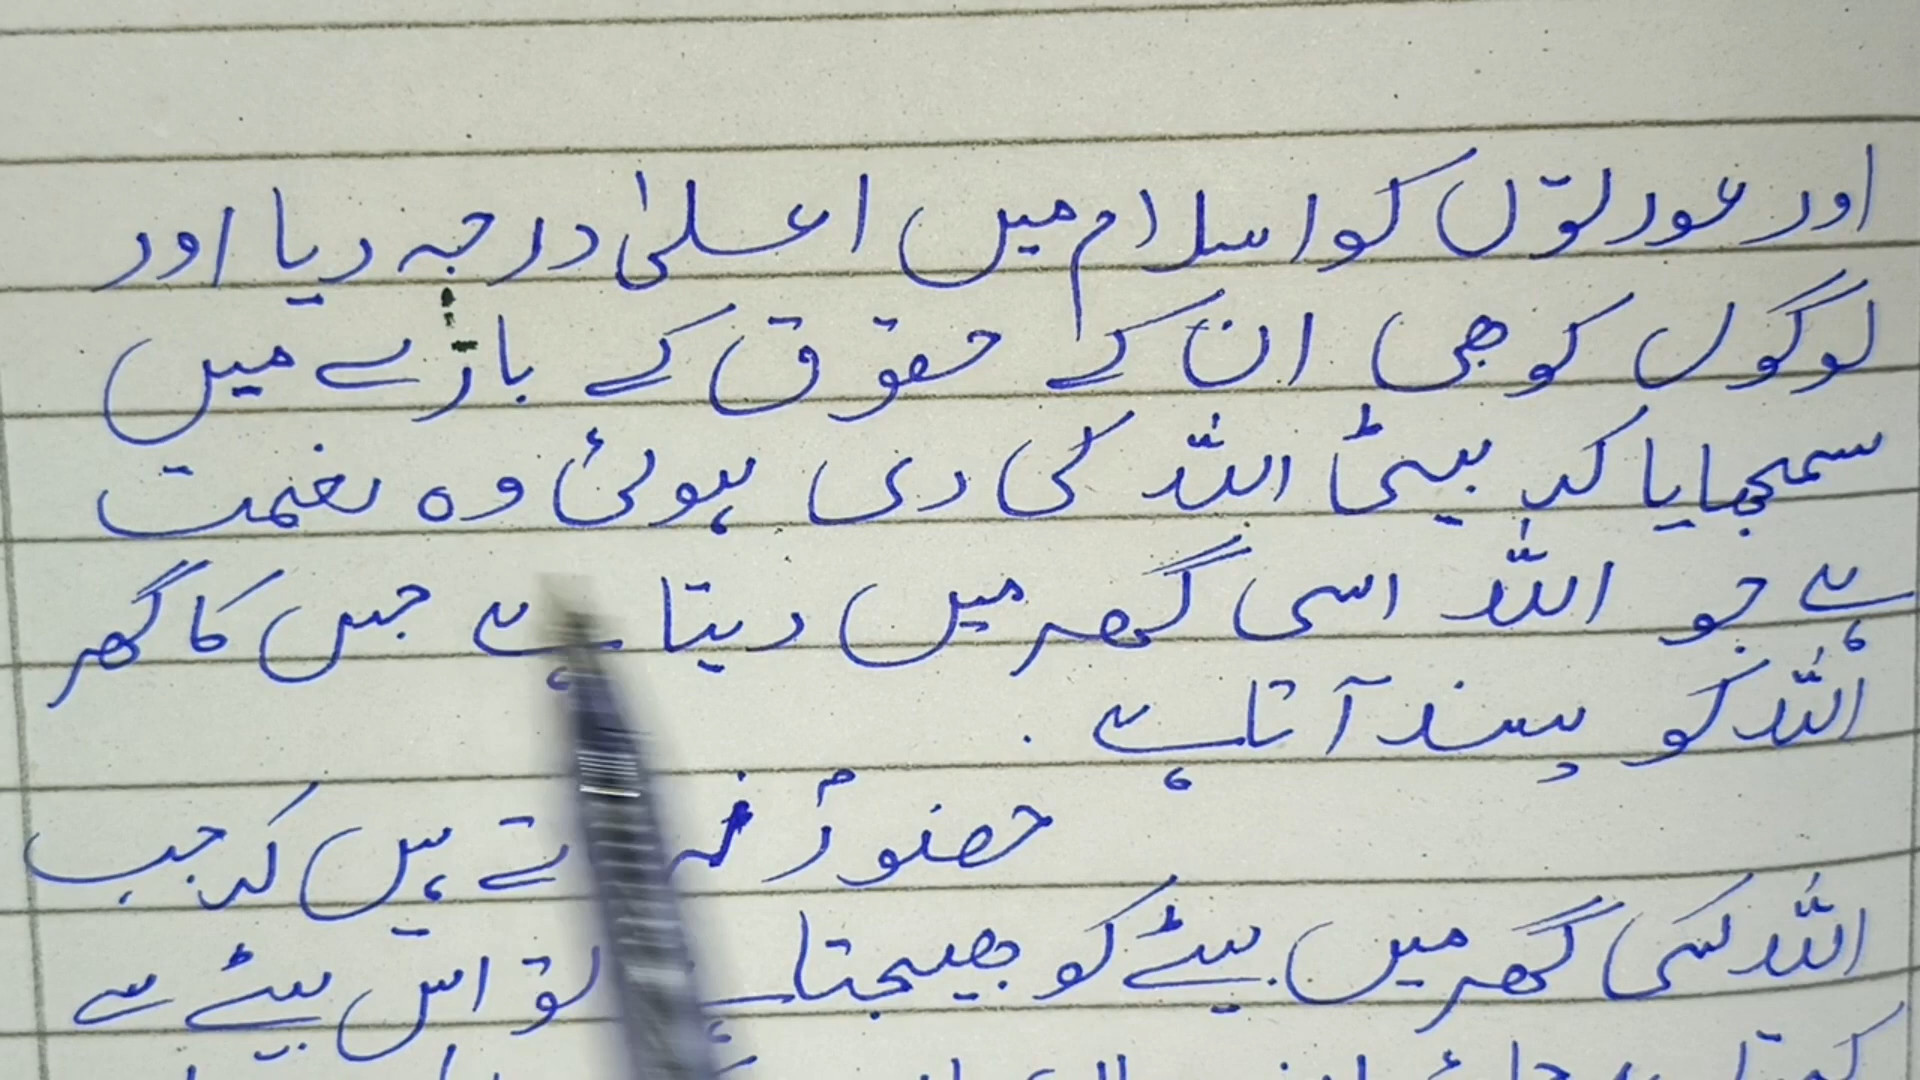 اور عورتوں کو اسلام میں اعلیٰ درجہ دیا اور
لوگوں کو بھی ان کے حقوق کے بارے میں
سمجھایا کہ بیٹی اللہ کی دی ہوئی وہ نعمت
ہے جو اللہ اسی گھر میں دیتا ہے جس کا گھر
اللہ کو پسند آتا ہے ۔
حضورؐ تے ہیں کہ جب
اللہ کسی گھر میں بیٹے کو بھیجتا تو اس بیٹے سے